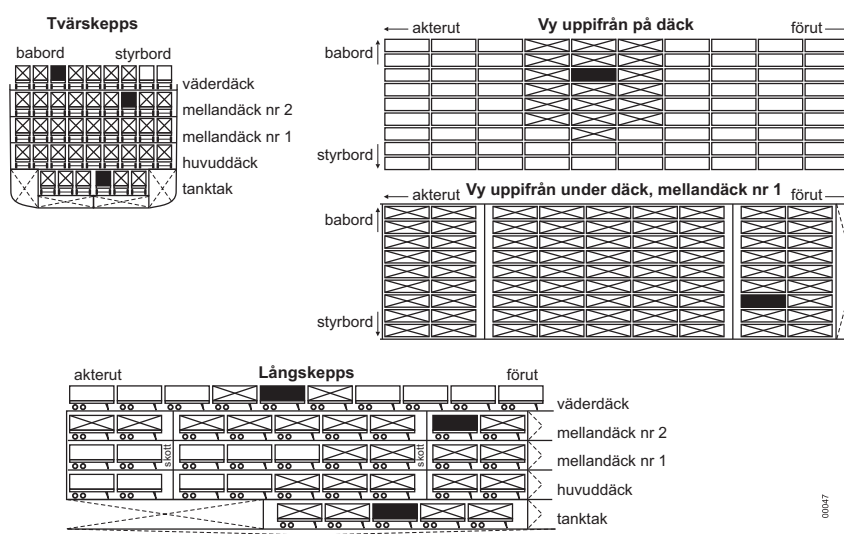 Tvärskepps
babord styrbord
väderdäck
mellandäck nr 2
mellandäck nr 1
huvuddäck
tanktak
Vy uppifrån på däck
akterut förut
babord
styrbord
akterut Vy uppifrån under däck, mellandäck nr 1 förut
babord
styrbord
akterut Långskepps förut
väderdäck
mellandäck nr 2
skott skott
mellandäck nr 1
huvuddäck
tanktak
00047